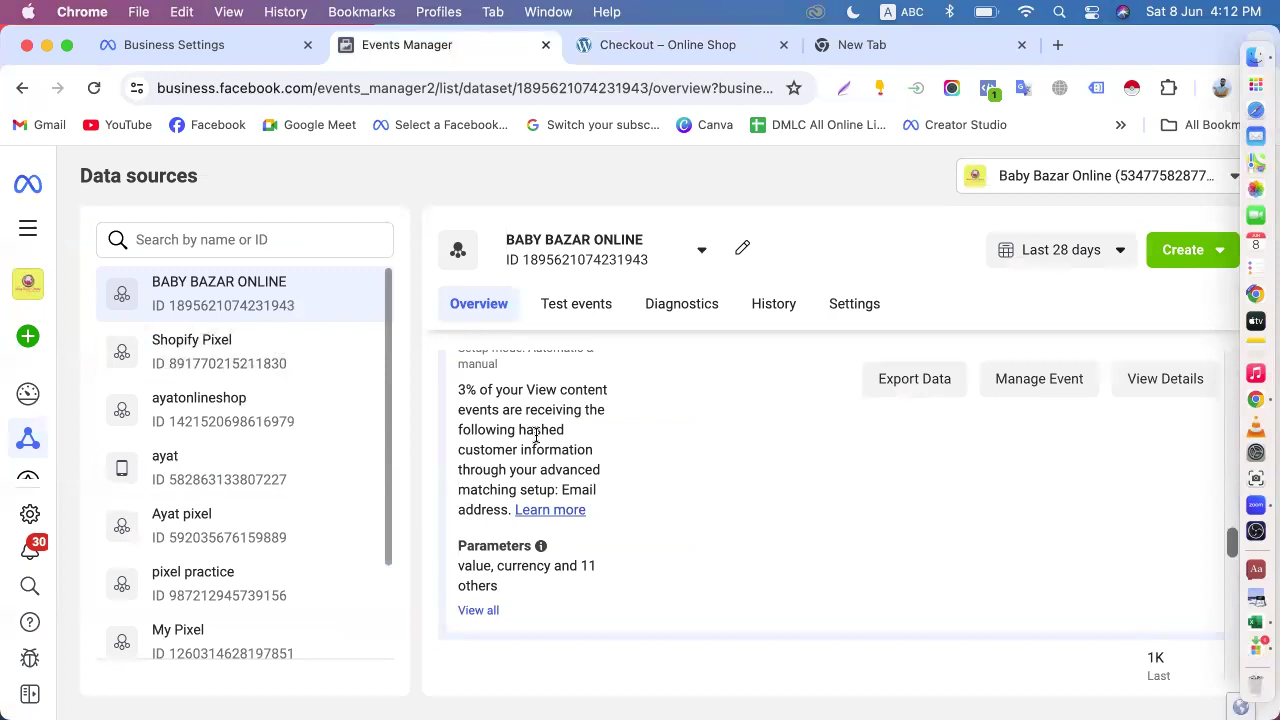 Chrome File Edit View History Bookmarks Profiles Tab Window Help A ABC Sat 8 Jun 4:12 PM
Business Settings Events Manager Checkout – Online Shop New Tab
business.facebook.com/events_manager2/list/dataset/1895621074231943/overview?busine...
1
Gmail YouTube Facebook Google Meet Select a Facebook... Switch your subsc... Canva DMLC All Online Li... Creator Studio » All Bookm
Data sources
Baby Bazar Online (53477582877...
Search by name or ID
BABY BAZAR ONLINE
ID 1895621074231943
Last 28 days
Create
BABY BAZAR ONLINE
ID 1895621074231943
Overview Test events Diagnostics History Settings
Shopify Pixel
ID 891770215211830
ayatonlineshop
ID 1421520698616979
ayat
ID 582863133807227
Ayat pixel
ID 592035676159889
pixel practice
ID 987212945739156
My Pixel
ID 1260314628197851
Setup mode: Automatic &
manual
Export Data Manage Event View Details
3% of your View content
events are receiving the
following hashed
customer information
through your advanced
matching setup: Email
address. Learn more
Parameters
value, currency and 11
others
View all
1K
Last
30
JUN
8
tv
zoom
Aa